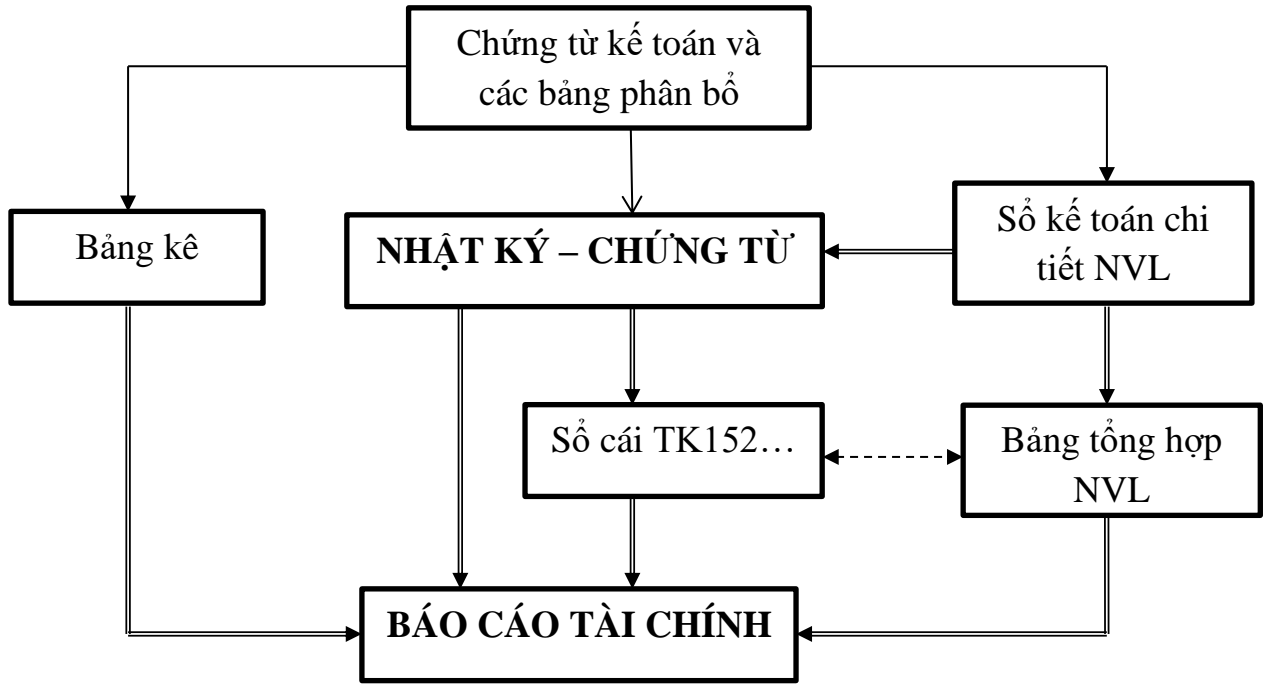 Chứng từ kế toán và
các bảng phân bổ
Bảng kê
NHẬT KÝ – CHỨNG TỪ
Sổ kế toán chi
tiết NVL
Sổ cái TK152…
Bảng tổng hợp
NVL
BÁO CÁO TÀI CHÍNH